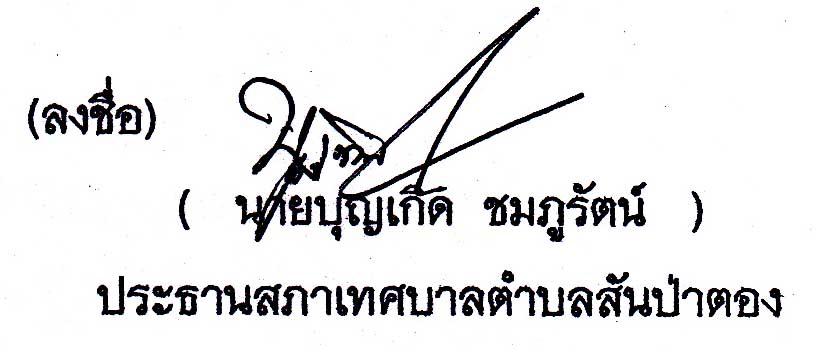 (ลงชื่อ)
( นายบุญเกิด ชมภูรัตน์ )
ประธานสภาเทศบาลตำบลสันป่าตอง